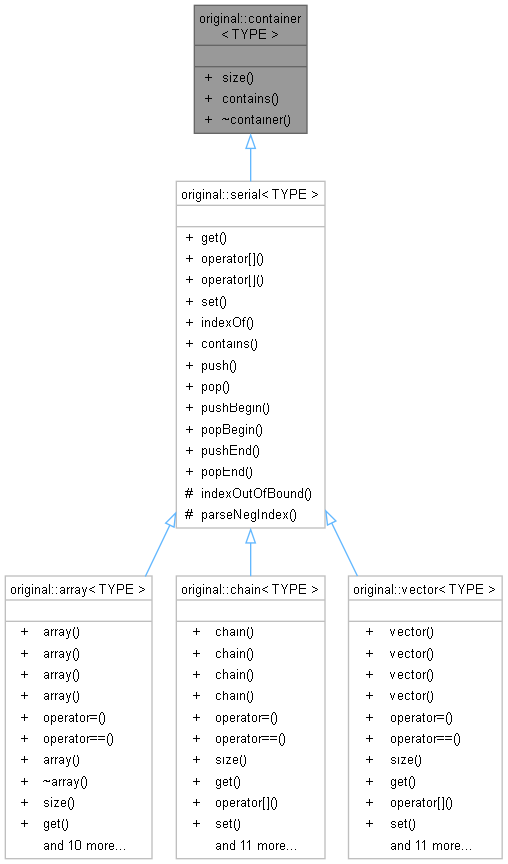 original::container
< TYPE >
+ size()
+ contains()
+ ~container()
original::serial< TYPE >
+ get()
+ operator[]()
+ operator[]()
+ set()
+ indexOf()
+ contains()
+ push()
+ pop()
+ pushBegin()
+ popBegin()
+ pushEnd()
+ popEnd()
# indexOutOfBound()
# parseNegIndex()
original::array< TYPE >
+ array()
+ array()
+ array()
+ array()
+ operator=()
+ operator==()
+ array()
+ ~array()
+ size()
+ get()
and 10 more...
original::chain< TYPE >
+ chain()
+ chain()
+ chain()
+ chain()
+ operator=()
+ operator==()
+ size()
+ get()
+ operator[]()
+ set()
and 11 more...
original::vector< TYPE >
+ vector()
+ vector()
+ vector()
+ vector()
+ operator=()
+ operator==()
+ size()
+ get()
+ operator[]()
+ set()
and 11 more...